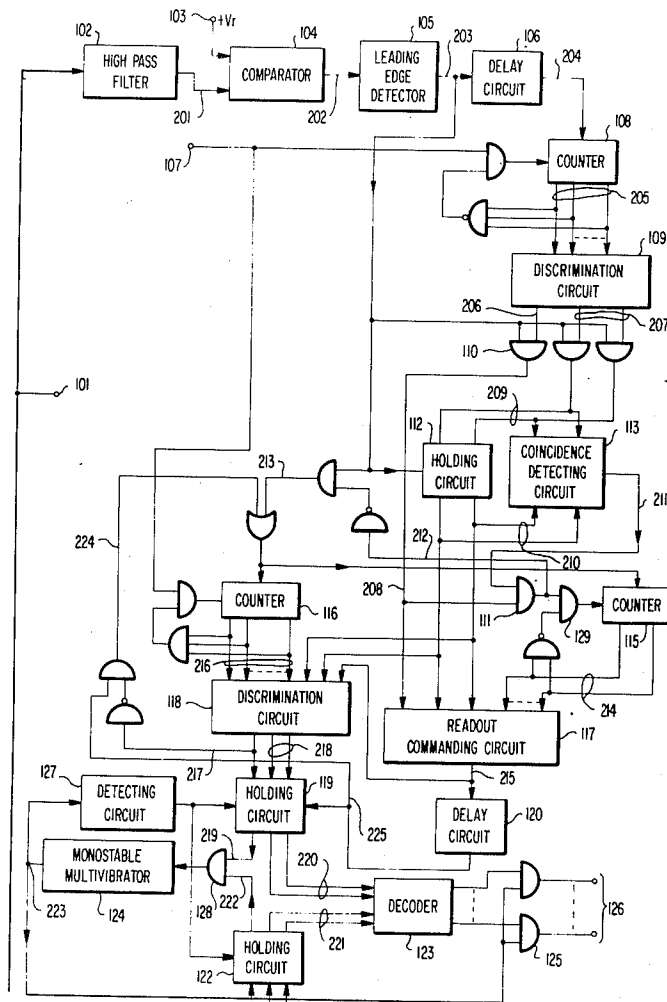 103
+Vr
102
104
105
203
106
204
HIGH PASS
FILTER
COMPARATOR
LEADING
EDGE
DETECTOR
DELAY
CIRCUIT
201
202
108
107
COUNTER
205
109
DISCRIMINATION
CIRCUIT
206
207
110
101
209
112
113
HOLDING
CIRCUIT
COINCIDENCE
DETECTING
CIRCUIT
213
211
224
212
210
208
COUNTER
116
111
129
COUNTER
115
216
118
DISCRIMINATION
CIRCUIT
214
READOUT
COMMANDING CIRCUIT
117
217
218
215
127
119
DETECTING
CIRCUIT
HOLDING
CIRCUIT
225
DELAY
CIRCUIT
120
219
MONOSTABLE
MULTIVIBRATOR
220
128
222
DECODER
126
223
124
221
123
125
HOLDING
CIRCUIT
122